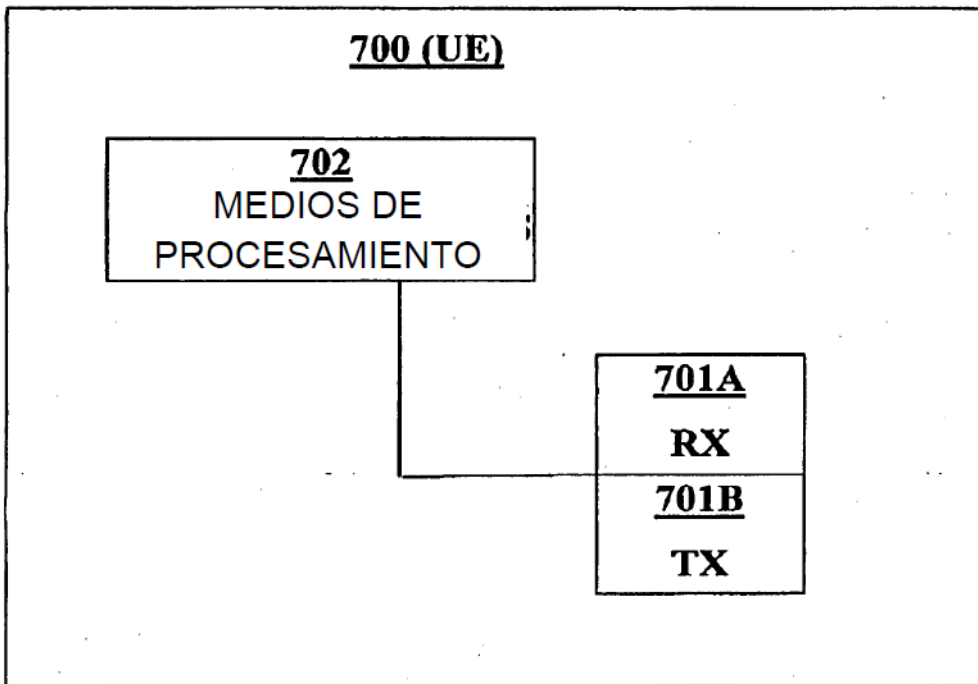 700 (UE)
702
MEDIOS DE
PROCESAMIENTO
701A
RX
701B
TX